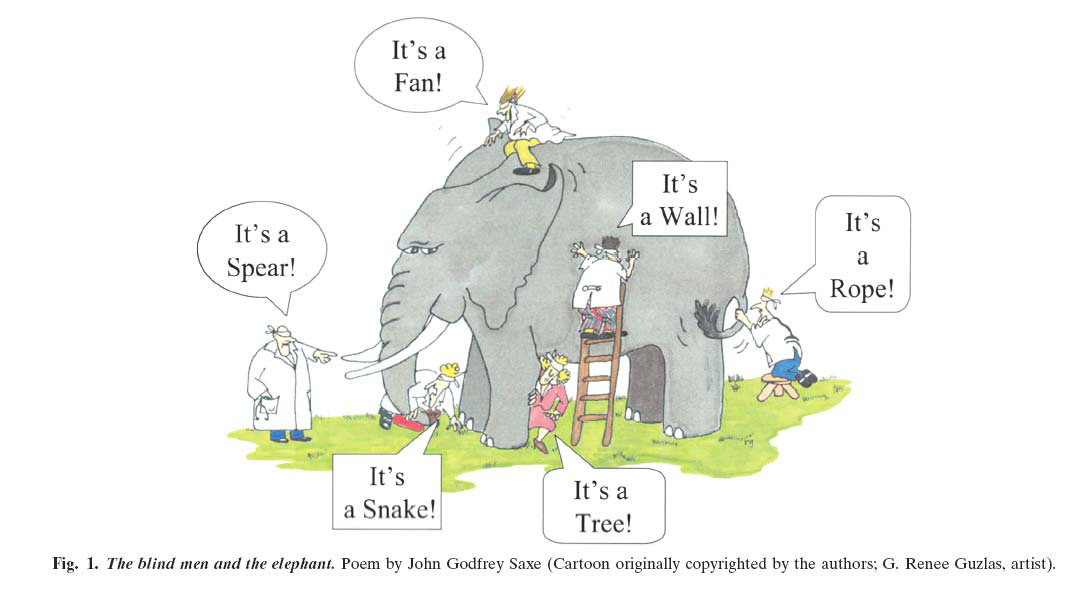 It's a
Fan!
It's
a Wall!
It's a
Spear!
It's
a
Rope!
It's
a Snake!
It's a
Tree!
Fig. 1. The blind men and the elephant. Poem by John Godfrey Saxe (Cartoon originally copyrighted by the authors; G. Renee Guzlas, artist).